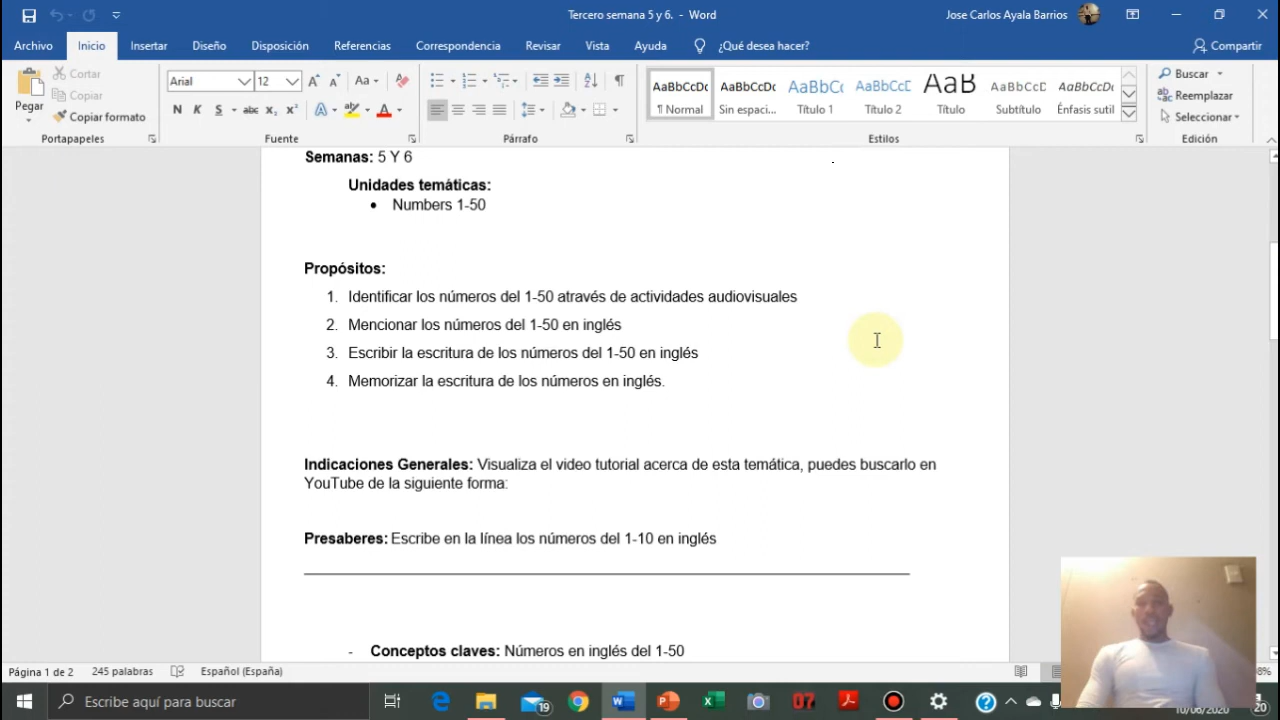 Tercero semana 5 y 6. - Word
Jose Carlos Ayala Barrios
Archivo Inicio Insertar Diseño Disposición Referencias Correspondencia Revisar Vista Ayuda ¿Qué desea hacer? Compartir
Pegar
Cortar
Copiar
Copiar formato
Portapapeles
Arial 12
N K S abc x₂ x²
Fuente
Párrafo
AaBbCcDc AaBbCcDc AaBbCc AaBbCcD AaB AaBbCcD AaBbCcDc
¶ Normal Sin espaci... Título 1 Título 2 Título Subtítulo Énfasis sutil
Estilos
Buscar
Reemplazar
Seleccionar
Edición
Semanas: 5 Y 6
Unidades temáticas:
• Numbers 1-50
Propósitos:
1. Identificar los números del 1-50 através de actividades audiovisuales
2. Mencionar los números del 1-50 en inglés
3. Escribir la escritura de los números del 1-50 en inglés
4. Memorizar la escritura de los números en inglés.
Indicaciones Generales: Visualiza el video tutorial acerca de esta temática, puedes buscarlo en
YouTube de la siguiente forma:
Presaberes: Escribe en la línea los números del 1-10 en inglés
- Conceptos claves: Números en inglés del 1-50
Página 1 de 2 245 palabras Español (España)
Escribe aquí para buscar
19
07
10/06/2020
20